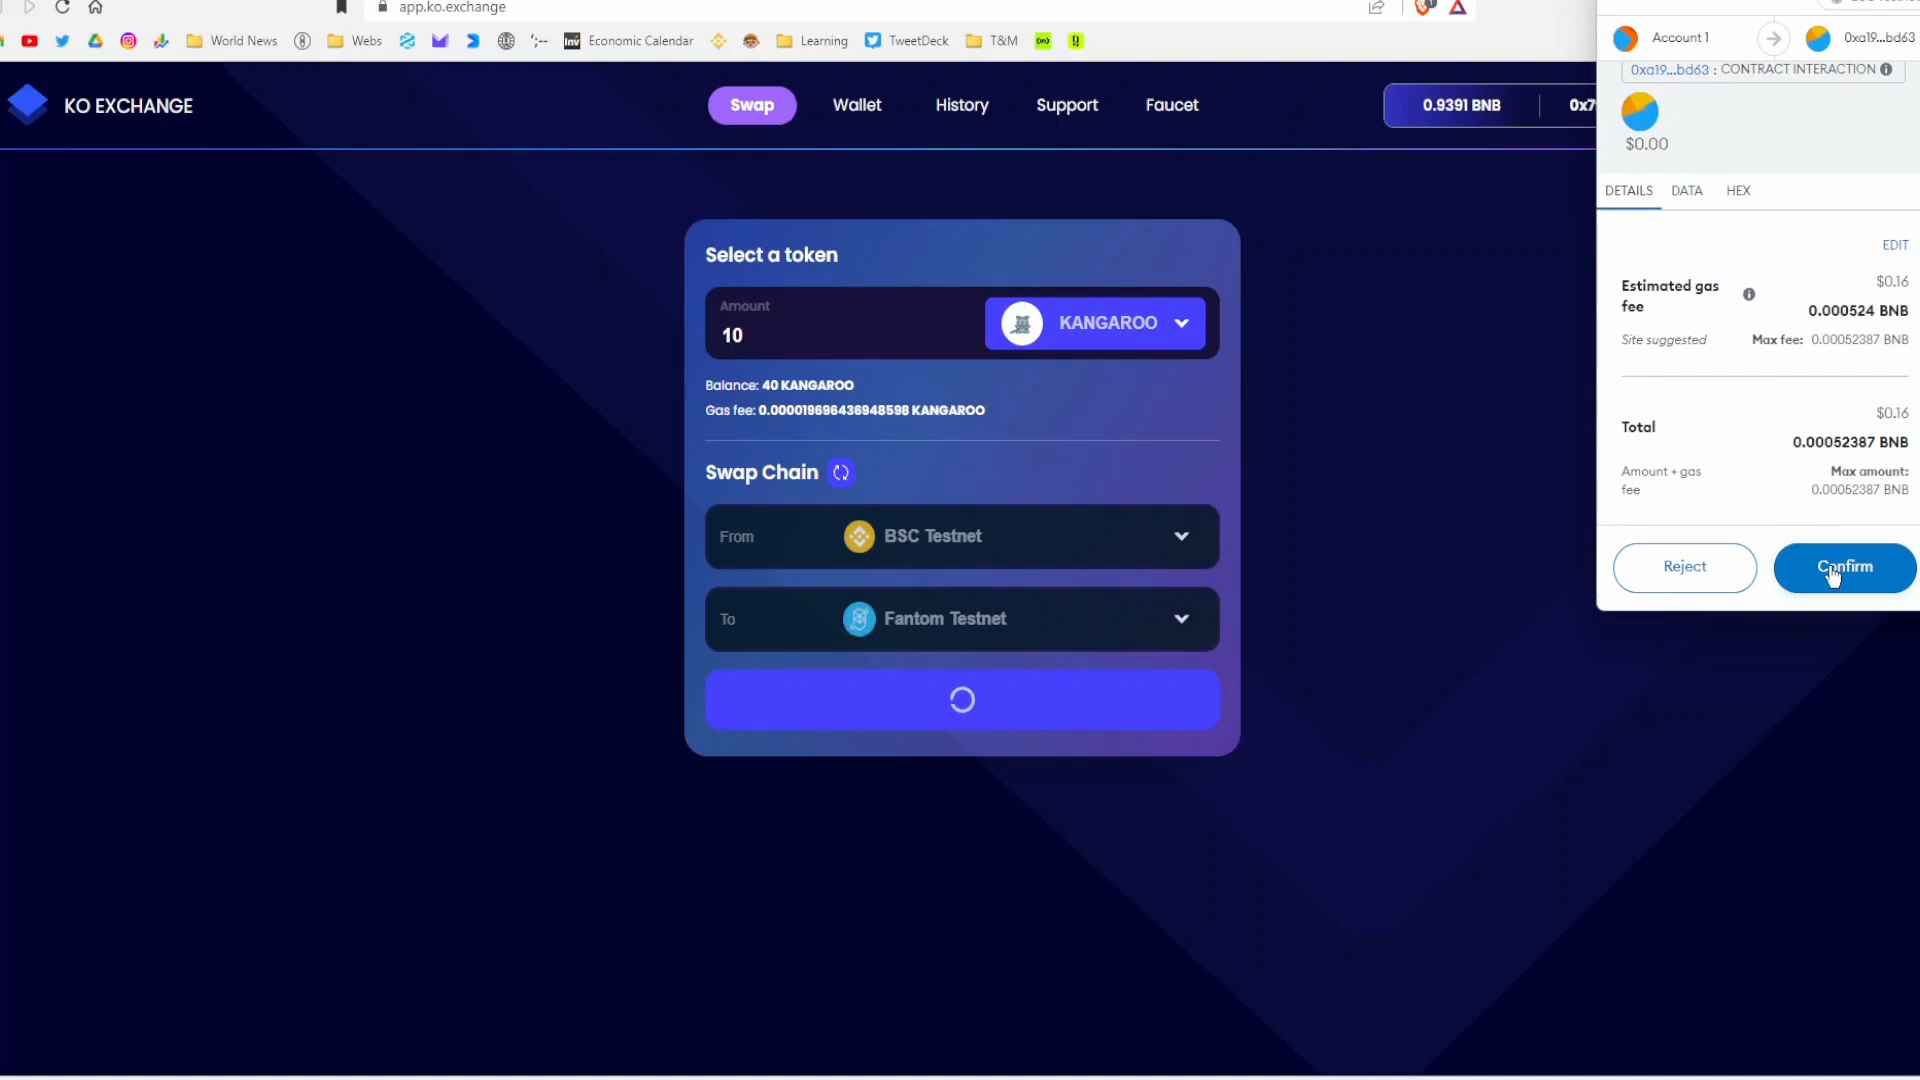 app.ko.exchange
World News
Webs
inv Economic Calendar
Learning
TweetDeck
T&M
KO EXCHANGE
Swap
Wallet
History
Support
Faucet
0.9391 BNB
Select a token
Amount
10
KANGAROO
Balance: 40 KANGAROO
Gas fee: 0.000019696436948598 KANGAROO
Swap Chain
From
BSC Testnet
To
Fantom Testnet
Account 1
0xa19...bd63
0xa19...bd63 : CONTRACT INTERACTION
$0.00
DETAILS
DATA
HEX
EDIT
Estimated gas
fee
$0.16
0.000524 BNB
Site suggested
Max fee: 0.00052387 BNB
$0.16
Total
0.00052387 BNB
Amount + gas
fee
Max amount:
0.00052387 BNB
Reject
Confirm